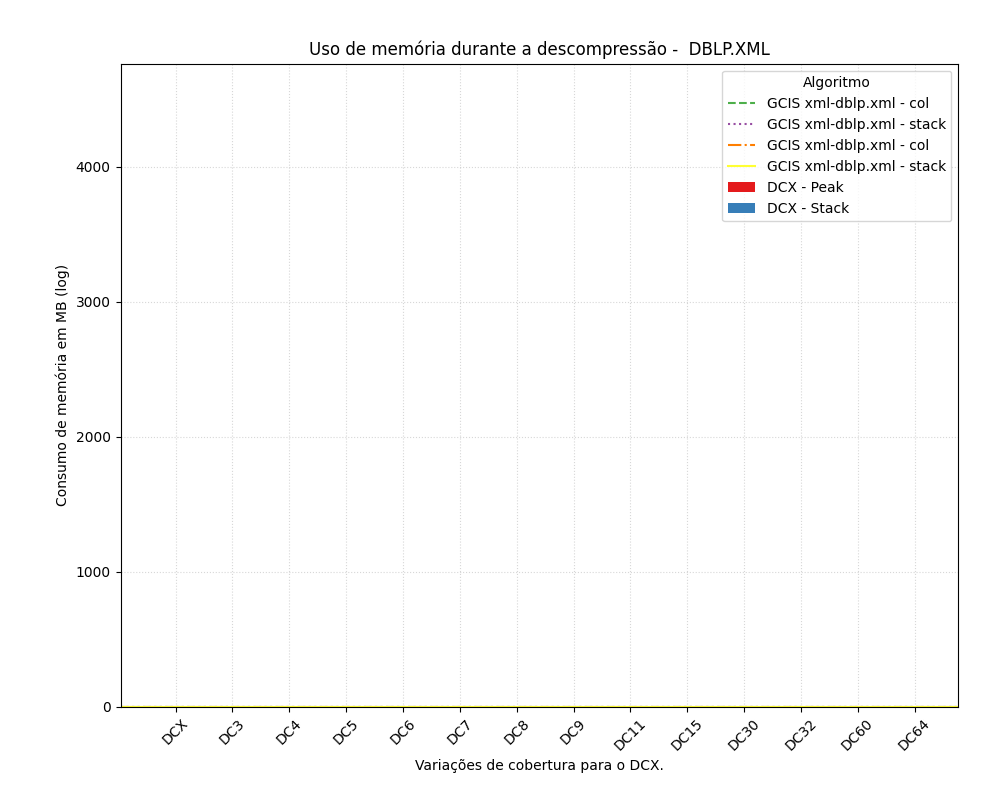 Uso de memória durante a descompressão -  DBLP.XML
Algoritmo
GCIS xml-dblp.xml - col
GCIS xml-dblp.xml - stack
GCIS xml-dblp.xml - col
GCIS xml-dblp.xml - stack
DCX - Peak
DCX - Stack
Consumo de memória em MB (log)
4000
3000
2000
1000
0
DCX
DC3
DC4
DC5
DC6
DC7
DC8
DC9
DC11
DC15
DC30
DC32
DC60
DC64
Variações de cobertura para o DCX.